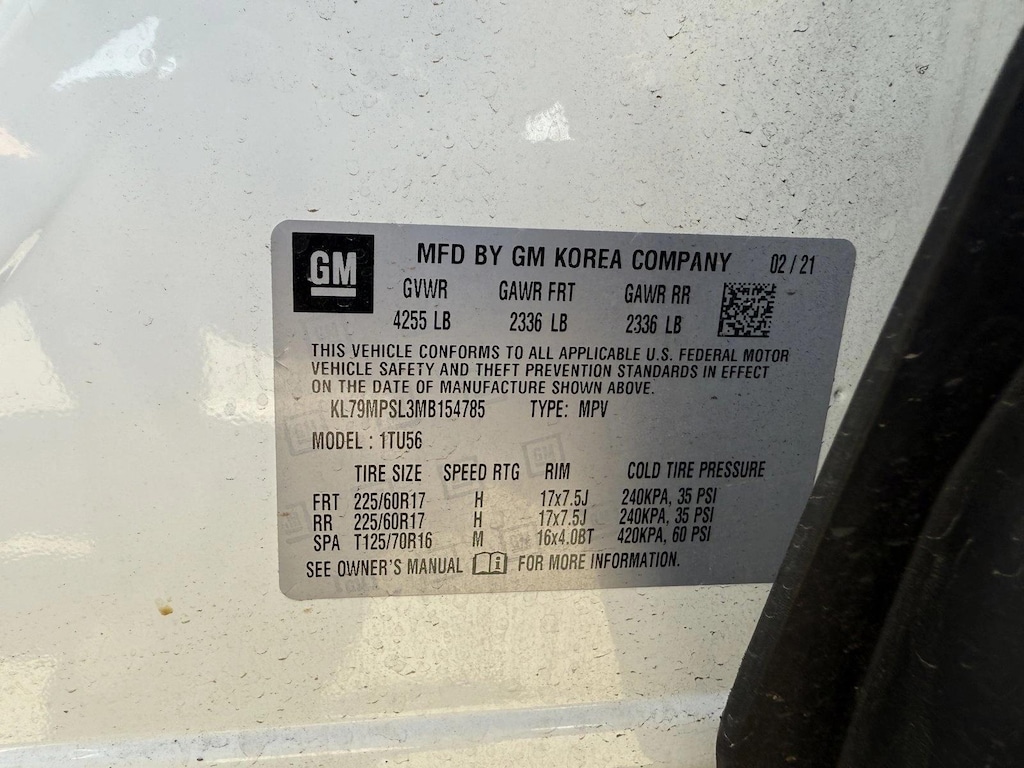 GM
MFD BY GM KOREA COMPANY 02 / 21
GVWR GAWR FRT GAWR RR
4255 LB 2336 LB 2336 LB
THIS VEHICLE CONFORMS TO ALL APPLICABLE U.S. FEDERAL MOTOR
VEHICLE SAFETY AND THEFT PREVENTION STANDARDS IN EFFECT
ON THE DATE OF MANUFACTURE SHOWN ABOVE.
KL79MPSL3MB154785 TYPE: MPV
MODEL : 1TU56
TIRE SIZE SPEED RTG RIM COLD TIRE PRESSURE
FRT 225/60R17 H 17x7.5J 240KPA, 35 PSI
RR 225/60R17 H 17x7.5J 240KPA, 35 PSI
SPA T125/70R16 M 16x4.0BT 420KPA, 60 PSI
SEE OWNER'S MANUAL i FOR MORE INFORMATION.